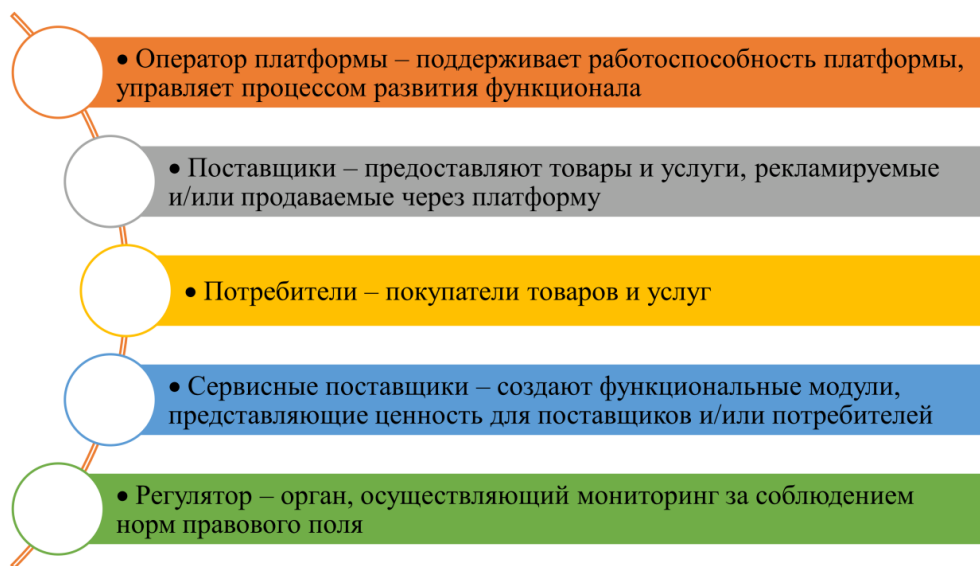 • Оператор платформы – поддерживает работоспособность платформы,
управляет процессом развития функционала
• Поставщики – предоставляют товары и услуги, рекламируемые
и/или продаваемые через платформу
• Потребители – покупатели товаров и услуг
• Сервисные поставщики – создают функциональные модули,
представляющие ценность для поставщиков и/или потребителей
• Регулятор – орган, осуществляющий мониторинг за соблюдением
норм правового поля